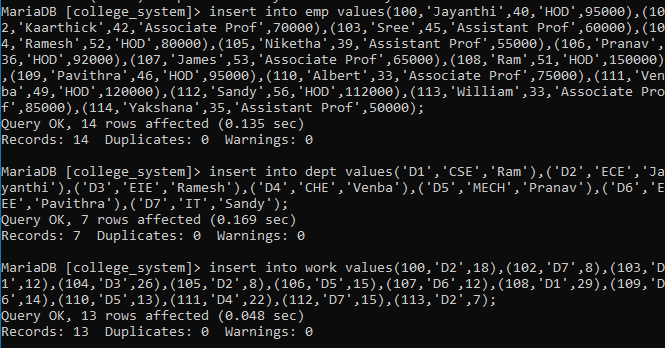 MariaDB [college_system]> insert into emp values(100,'Jayanthi',40,'HOD',95000),(10
2,'Kaarthick',42,'Associate Prof',70000),(103,'Sree',45,'Assistant Prof',60000),(10
4,'Ramesh',52,'HOD',80000),(105,'Niketha',39,'Assistant Prof',55000),(106,'Pranav',
36,'HOD',92000),(107,'James',53,'Associate Prof',65000),(108,'Ram',51,'HOD',150000)
,(109,'Pavithra',46,'HOD',95000),(110,'Albert',33,'Associate Prof',75000),(111,'Ven
ba',49,'HOD',120000),(112,'Sandy',56,'HOD',112000),(113,'William',33,'Associate Pro
f',85000),(114,'Yakshana',35,'Assistant Prof',50000);
Query OK, 14 rows affected (0.135 sec)
Records: 14  Duplicates: 0  Warnings: 0
MariaDB [college_system]> insert into dept values('D1','CSE','Ram'),('D2','ECE','Ja
yanthi'),('D3','EIE','Ramesh'),('D4','CHE','Venba'),('D5','MECH','Pranav'),('D6','E
EE','Pavithra'),('D7','IT','Sandy');
Query OK, 7 rows affected (0.169 sec)
Records: 7  Duplicates: 0  Warnings: 0
MariaDB [college_system]> insert into work values(100,'D2',18),(102,'D7',8),(103,'D
1',12),(104,'D3',26),(105,'D2',8),(106,'D5',15),(107,'D6',12),(108,'D1',29),(109,'D
6',14),(110,'D5',13),(111,'D4',22),(112,'D7',15),(113,'D2',7);
Query OK, 13 rows affected (0.048 sec)
Records: 13  Duplicates: 0  Warnings: 0